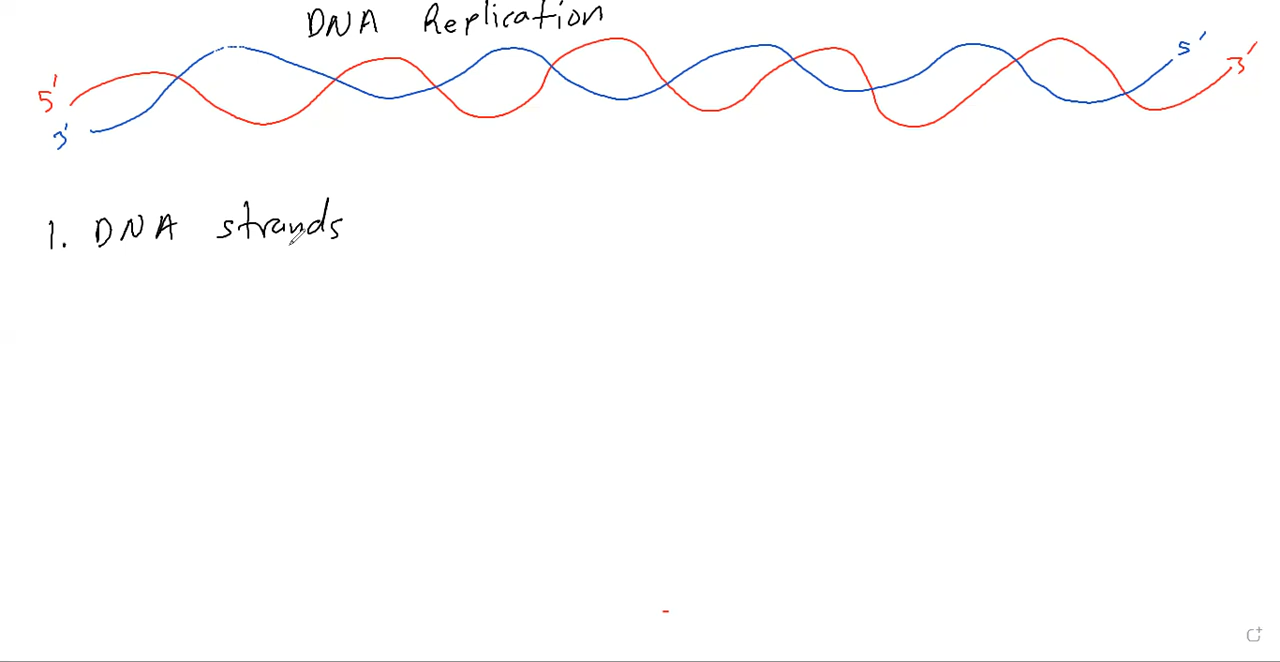 DNA Replication
5' 3'
3' 5'
1. DNA strands